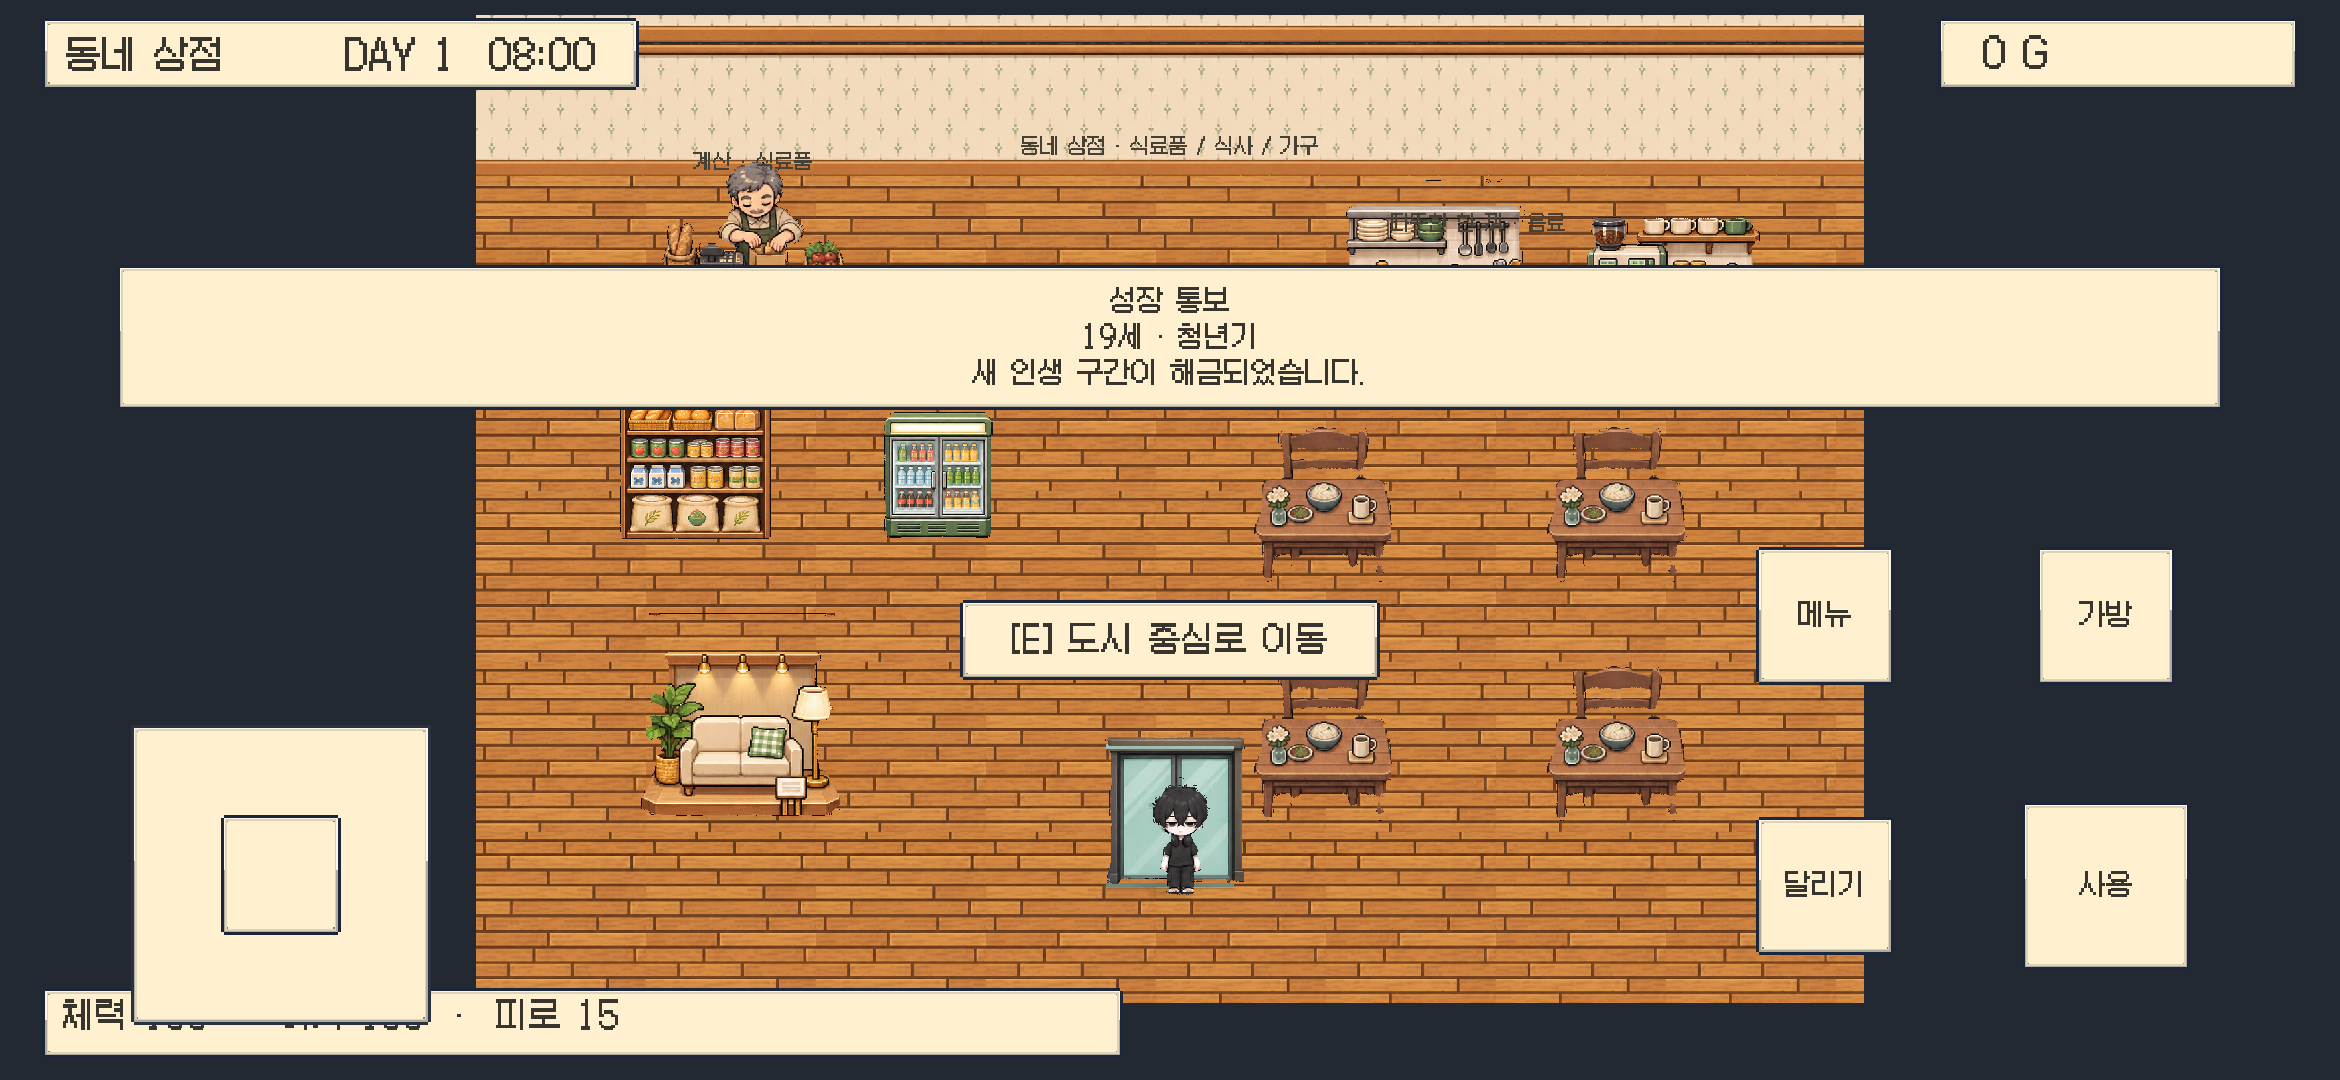 동네 상점 DAY 1 08:00
0 G
동네 상점 · 식료품 / 식사 / 가구
계산 · 식료품
음료
성장 통보
19세 · 청년기
새 인생 구간이 해금되었습니다.
[E] 도시 중심로 이동
메뉴
가방
달리기
사용
체력 · 피로 15